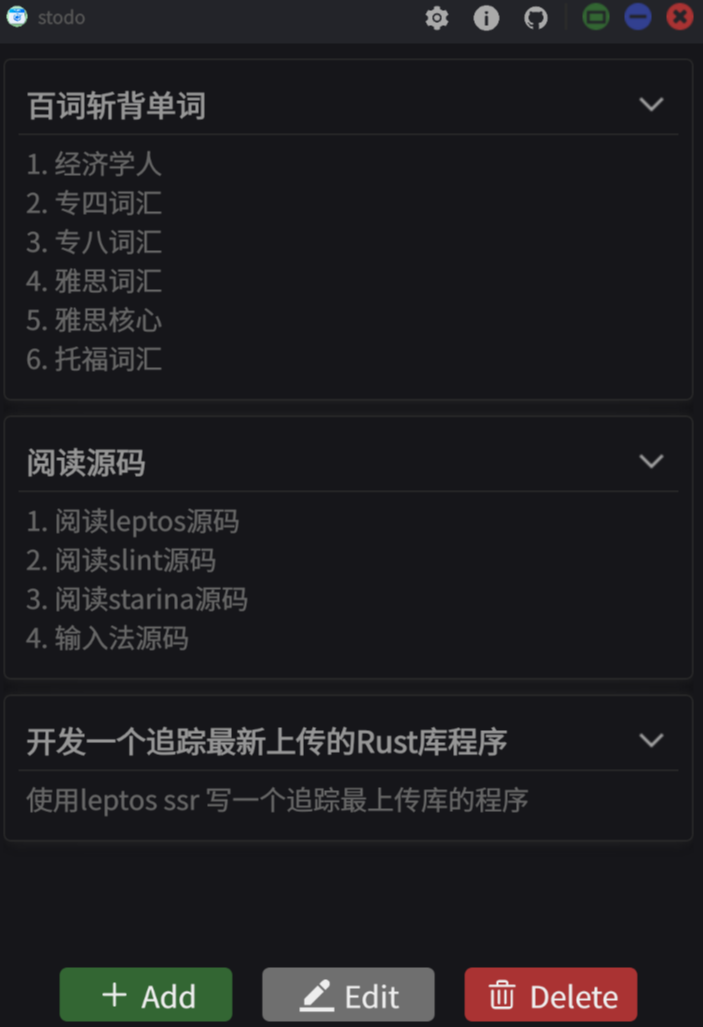 stodo
百词斩背单词
1. 经济学人
2. 专四词汇
3. 专八词汇
4. 雅思词汇
5. 雅思核心
6. 托福词汇
阅读源码
1. 阅读leptos源码
2. 阅读slint源码
3. 阅读starina源码
4. 输入法源码
开发一个追踪最新上传的Rust库程序
使用leptos ssr 写一个追踪最上传库的程序
Add Edit Delete